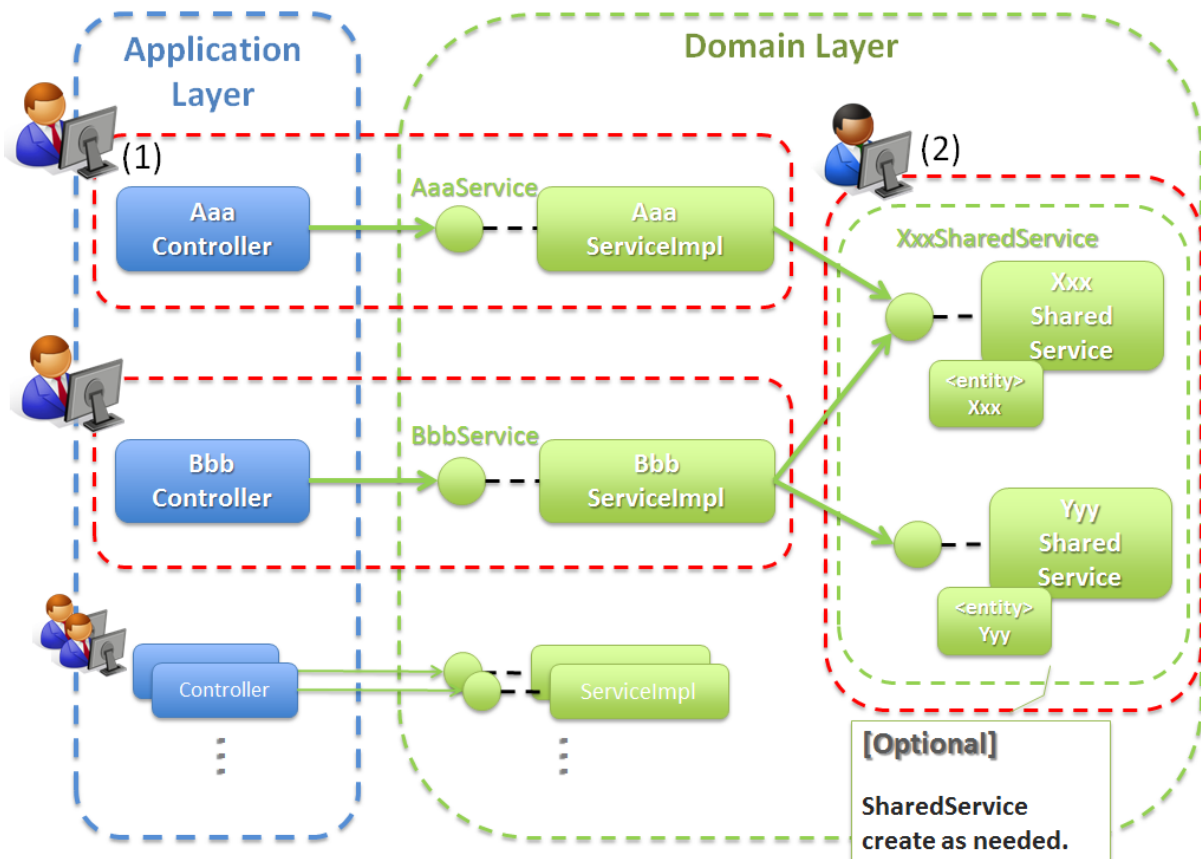 Application
Layer
Domain Layer
(1)
(2)
AaaService
Aaa
Controller
Aaa
ServiceImpl
XxxSharedService
Xxx
Shared
Service
<entity>
Xxx
BbbService
Bbb
Controller
Bbb
ServiceImpl
Yyy
Shared
Service
<entity>
Yyy
Controller
ServiceImpl
[Optional]
SharedService
create as needed.